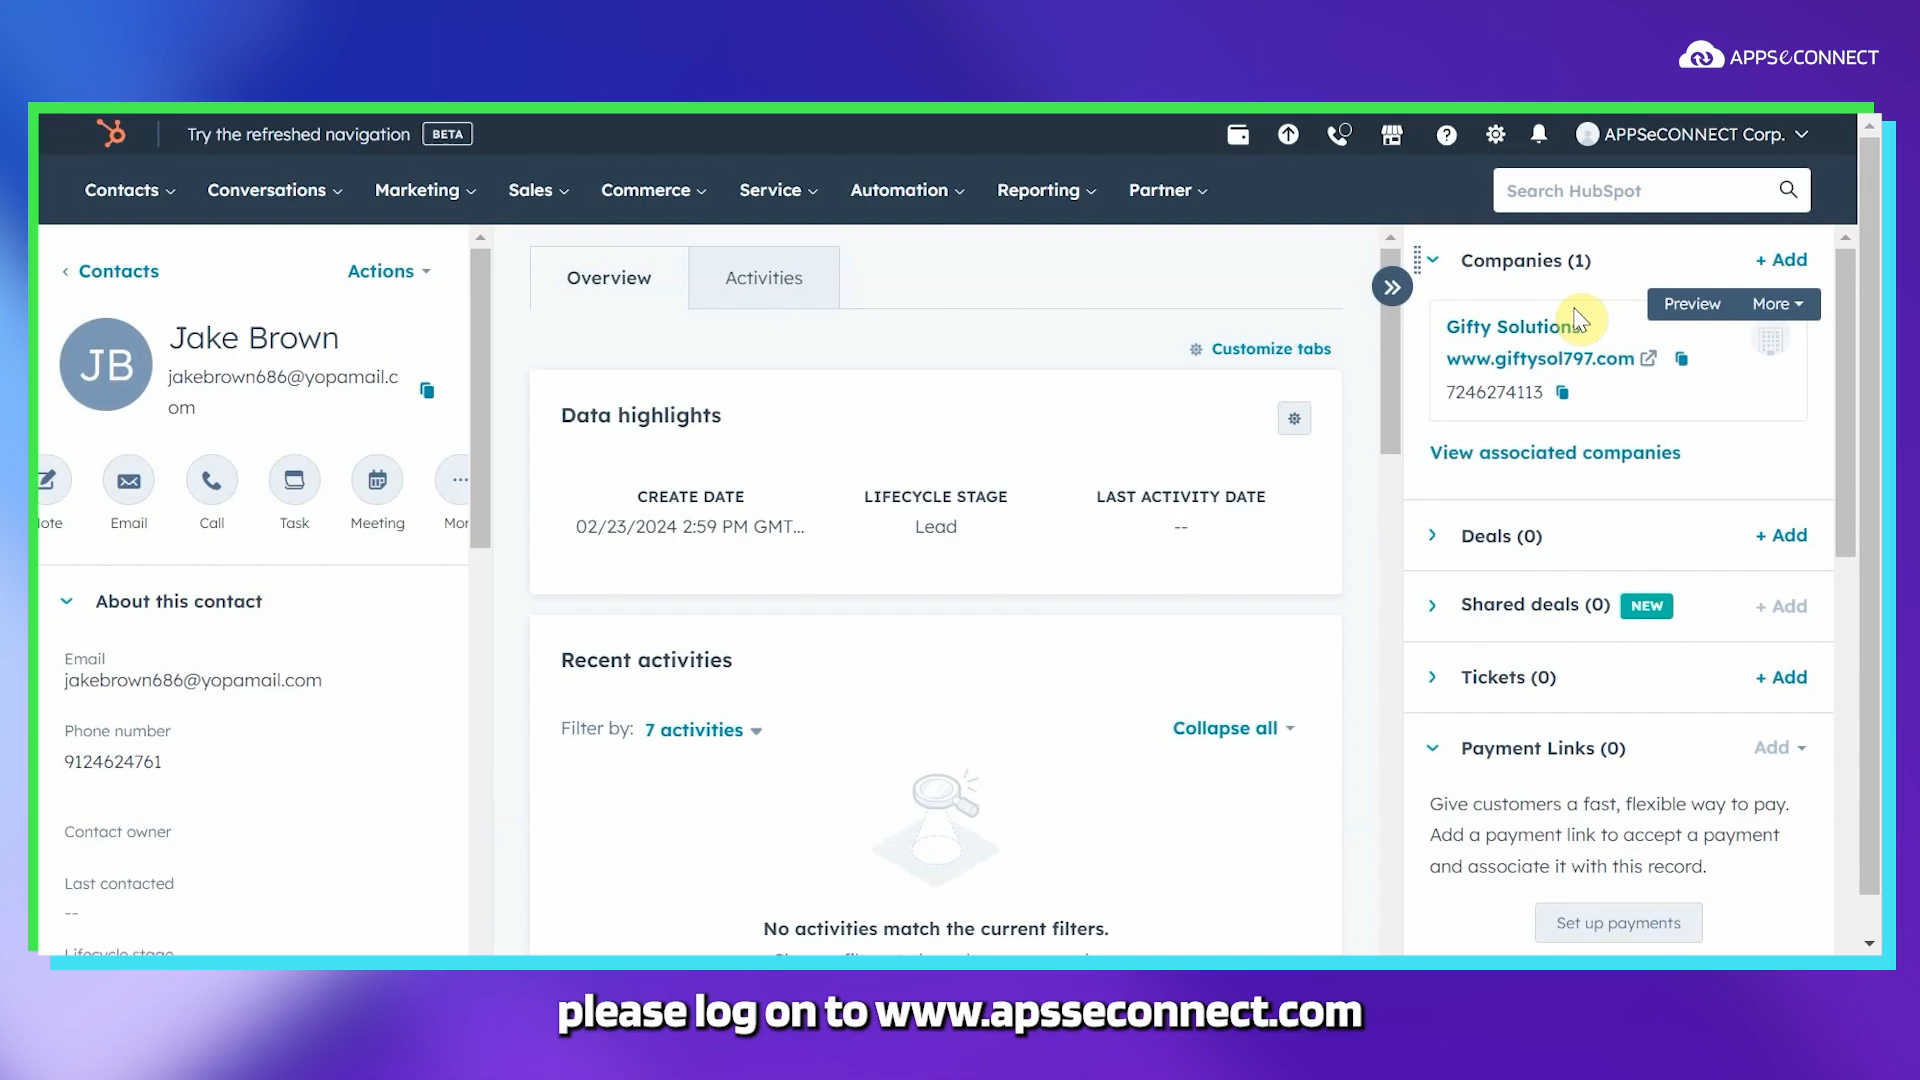 APPSeCONNECT
Try the refreshed navigation BETA
APPSeCONNECT Corp.
Contacts Conversations Marketing Sales Commerce Service Automation Reporting Partner
Search HubSpot
Contacts
Actions
JB
Jake Brown
jakebrown686@yopamail.c
om
Email Call Task Meeting
About this contact
Email
jakebrown686@yopamail.com
Phone number
9124624761
Contact owner
Last contacted
--
Lifecycle stage
Overview Activities
Customize tabs
Data highlights
CREATE DATE LIFECYCLE STAGE LAST ACTIVITY DATE
02/23/2024 2:59 PM GMT... Lead --
Recent activities
Filter by: 7 activities
Collapse all
No activities match the current filters.
Companies (1)
+ Add
Preview More
Gifty Solutions
www.giftysol797.com
7246274113
View associated companies
Deals (0) + Add
Shared deals (0) NEW + Add
Tickets (0) + Add
Payment Links (0) Add
Give customers a fast, flexible way to pay.
Add a payment link to accept a payment
and associate it with this record.
Set up payments
please log on to www.apsseconnect.com